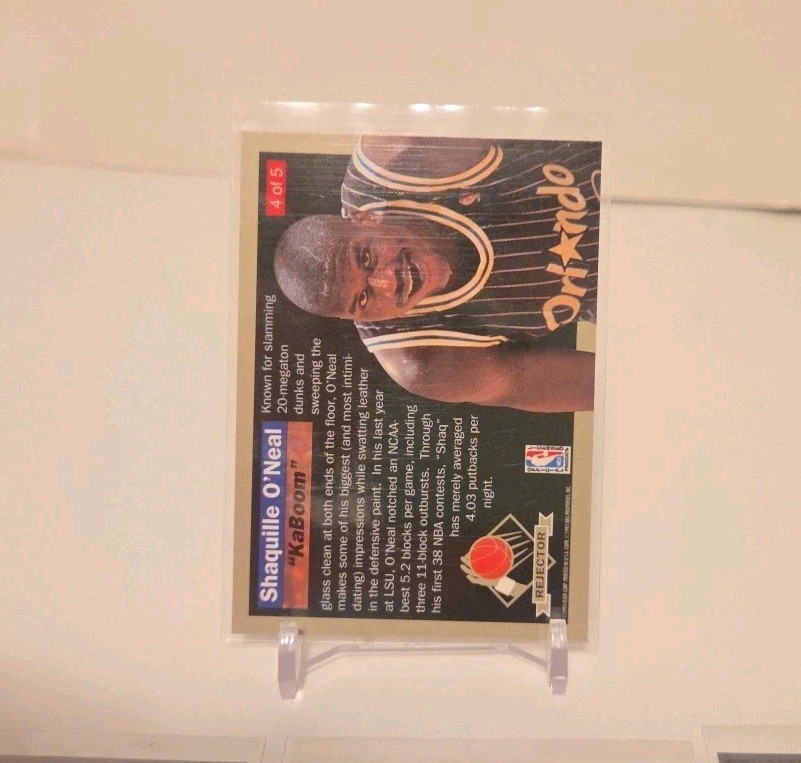 4 of 5
Shaquille O'Neal
"KaBoom"
Known for slamming
20-megaton
dunks and
sweeping the
glass clean at both ends of the floor, O'Neal
makes some of his biggest (and most intimi-
dating) impressions while swatting leather
in the defensive paint. In his last year
at LSU, O'Neal notched an NCAA-
best 5.2 blocks per game, including
three 11-block outbursts. Through
his first 38 NBA contests, "Shaq"
has merely averaged
4.03 putbacks per
night.
Orlando
REJECTOR